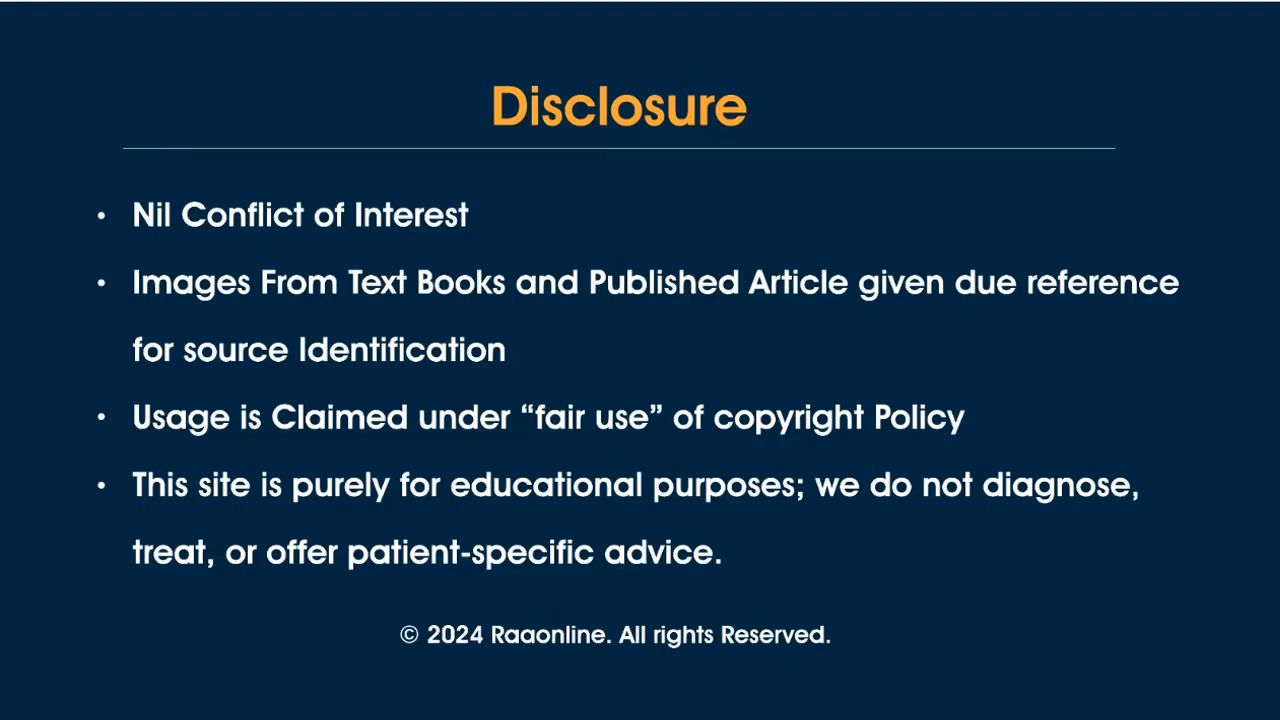 Disclosure
• Nil Conflict of Interest
• Images From Text Books and Published Article given due reference
for source Identification
• Usage is Claimed under “fair use” of copyright Policy
• This site is purely for educational purposes; we do not diagnose,
treat, or offer patient-specific advice.
© 2024 Raaonline. All rights Reserved.